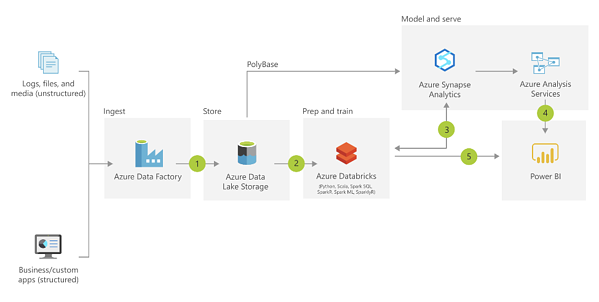 Model and serve
PolyBase
Logs, files, and
media (unstructured)
Azure Synapse
Analytics
Azure Analysis
Services
Ingest
Store
Prep and train
3
4
Azure Data Factory
1
Azure Data
Lake Storage
2
Azure Databricks
(Python, Scala, Spark SQL,
SparkR, Spark ML, SparklyR)
5
Power BI
Business/custom
apps (structured)